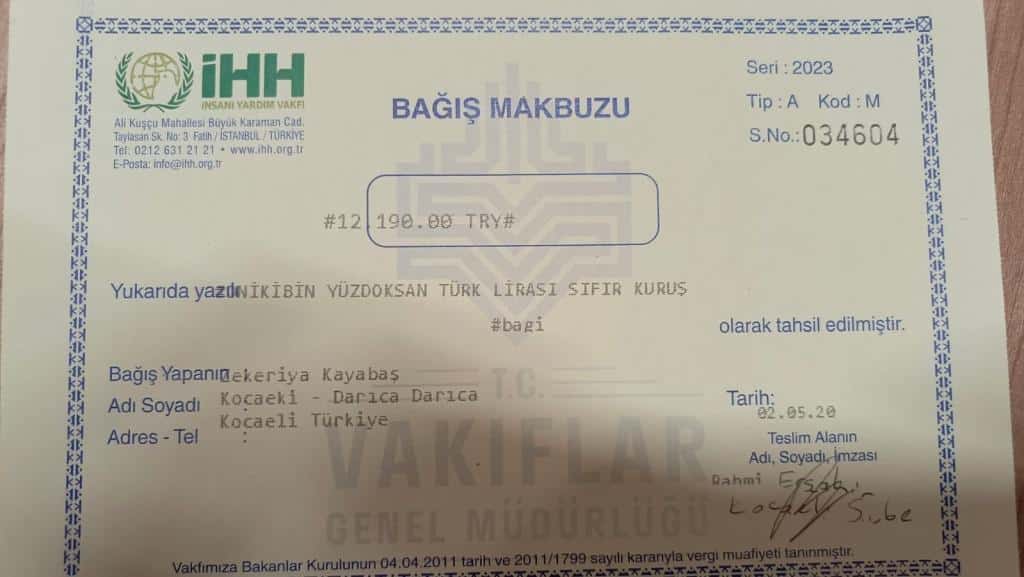 iHH
İNSANİ YARDIM VAKFI
Ali Kuşçu Mahallesi Büyük Karaman Cad.
Taylasan Sk. No: 3 Fatih / İSTANBUL / TÜRKİYE
Tel: 0212 631 21 21 • www.ihh.org.tr
E-Posta: info@ihh.org.tr
BAĞIŞ MAKBUZU
Seri : 2023
Tip : A Kod : M
S.No.: 034604
#12,190.00 TRY#
Yukarıda yazılı ONİKİBİN YÜZDOKSAN TÜRK LİRASI SIFIR KURUŞ
#bagi
olarak tahsil edilmiştir.
Bağış Yapanın Zekeriya Kayabaş
Adı Soyadı Koçaeki - Darıca Darıca
Kocaeli Türkiye
Adres - Tel :
Tarih:
02.05.20
Teslim Alanın
Adı, Soyadı, İmzası
Rahmi
T.C.
VAKIFLAR
GENEL MÜDÜRLÜĞÜ
Vakfımıza Bakanlar Kurulunun 04.04.2011 tarih ve 2011/1799 sayılı kararıyla vergi muafiyeti tanınmıştır.